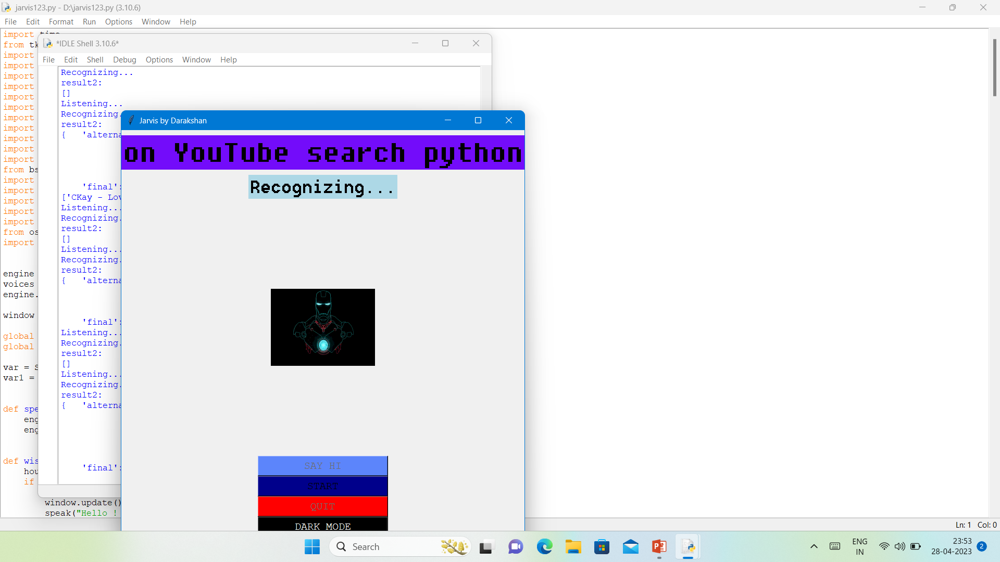 jarvis123.py - D:\jarvis123.py (3.10.6)
File Edit Format Run Options Window Help
import time
from tk
import
import
import
import
import
import
import
import
import
import
import
from bs
import
import
import
import
import
from os
import
engine
voices
engine.
window
global
global
var = S
var1 =
def spe
eng
eng
def wis
hou
if
window.update()
speak("Hello !
*IDLE Shell 3.10.6*
File Edit Shell Debug Options Window Help
Recognizing...
result2:
[]
Listening...
Recognizing.
result2:
{ 'alterna
'final':
['CKay - Lov
Listening...
Recognizing.
result2:
[]
Listening...
Recognizing.
result2:
{ 'alterna
'final':
Listening...
Recognizing.
result2:
[]
Listening...
Recognizing.
result2:
{ 'alterna
'final':
Jarvis by Darakshan
on YouTube search python
Recognizing...
SAY HI
START
QUIT
DARK MODE
Ln: 1 Col: 0
Search
ENG
IN
23:53
28-04-2023
2